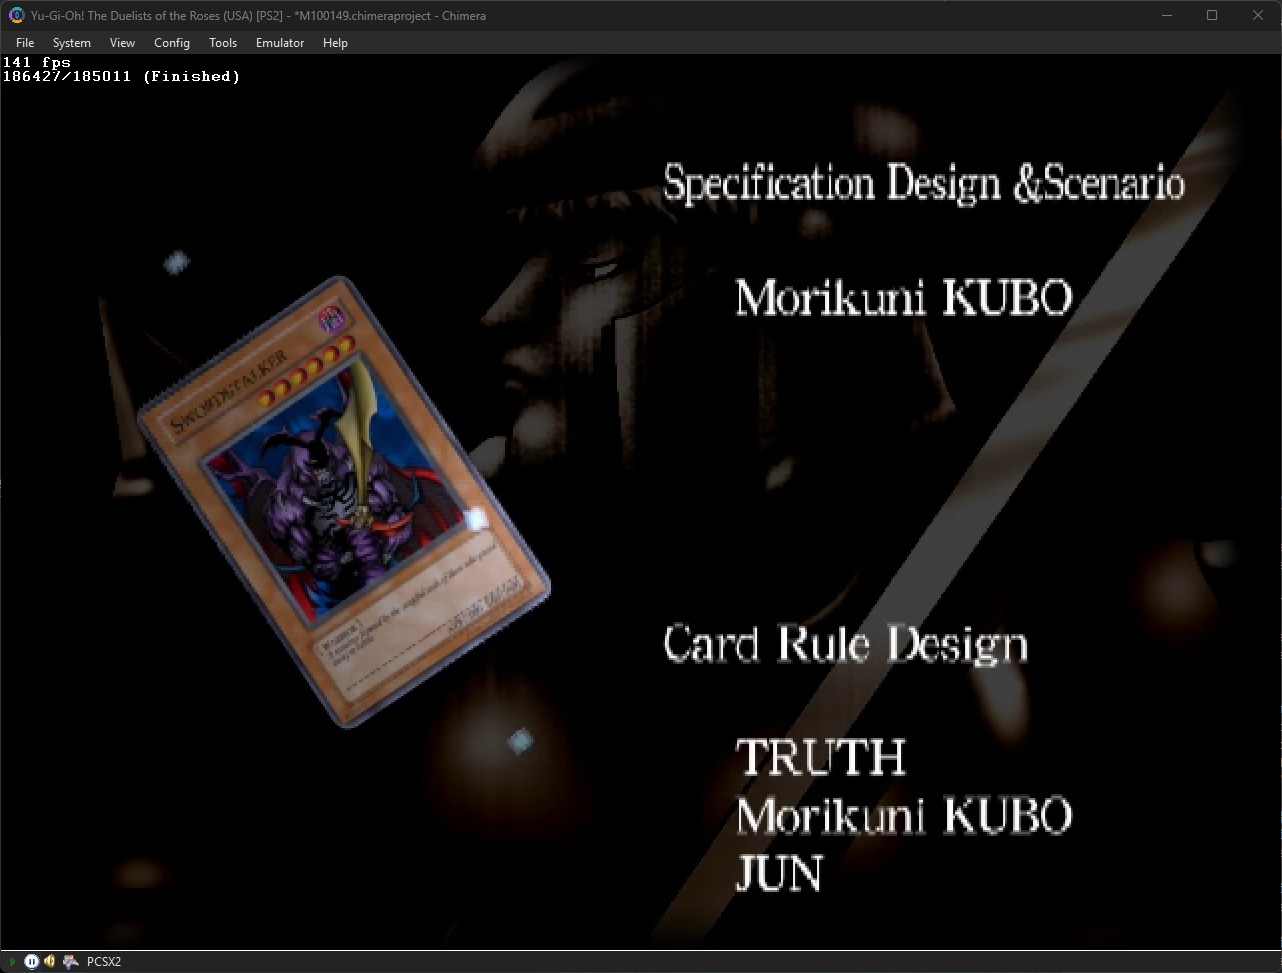 Yu-Gi-Oh! The Duelists of the Roses (USA) [PS2] - *M100149.chimeraproject - Chimera
File System View Config Tools Emulator Help
141 fps
186427/185011 (Finished)
Specification Design &Scenario
Morikuni KUBO
SWORDSTALKER
Card Rule Design
TRUTH
Morikuni KUBO
JUN
PCSX2